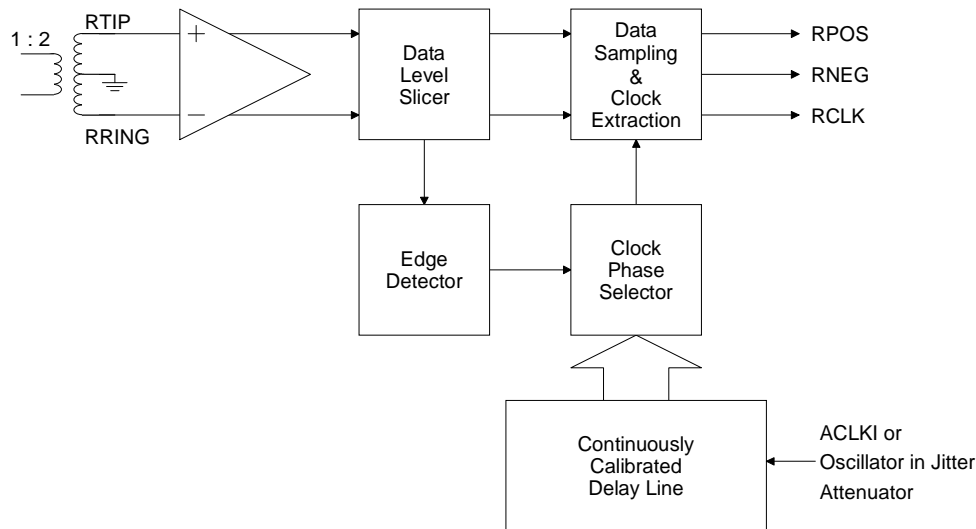 RTIP
1 : 2
+
−
RRING
Data
Level
Slicer
Data
Sampling
&
Clock
Extraction
RPOS
RNEG
RCLK
Edge
Detector
Clock
Phase
Selector
Continuously
Calibrated
Delay Line
ACLKI or
Oscillator in Jitter
Attenuator